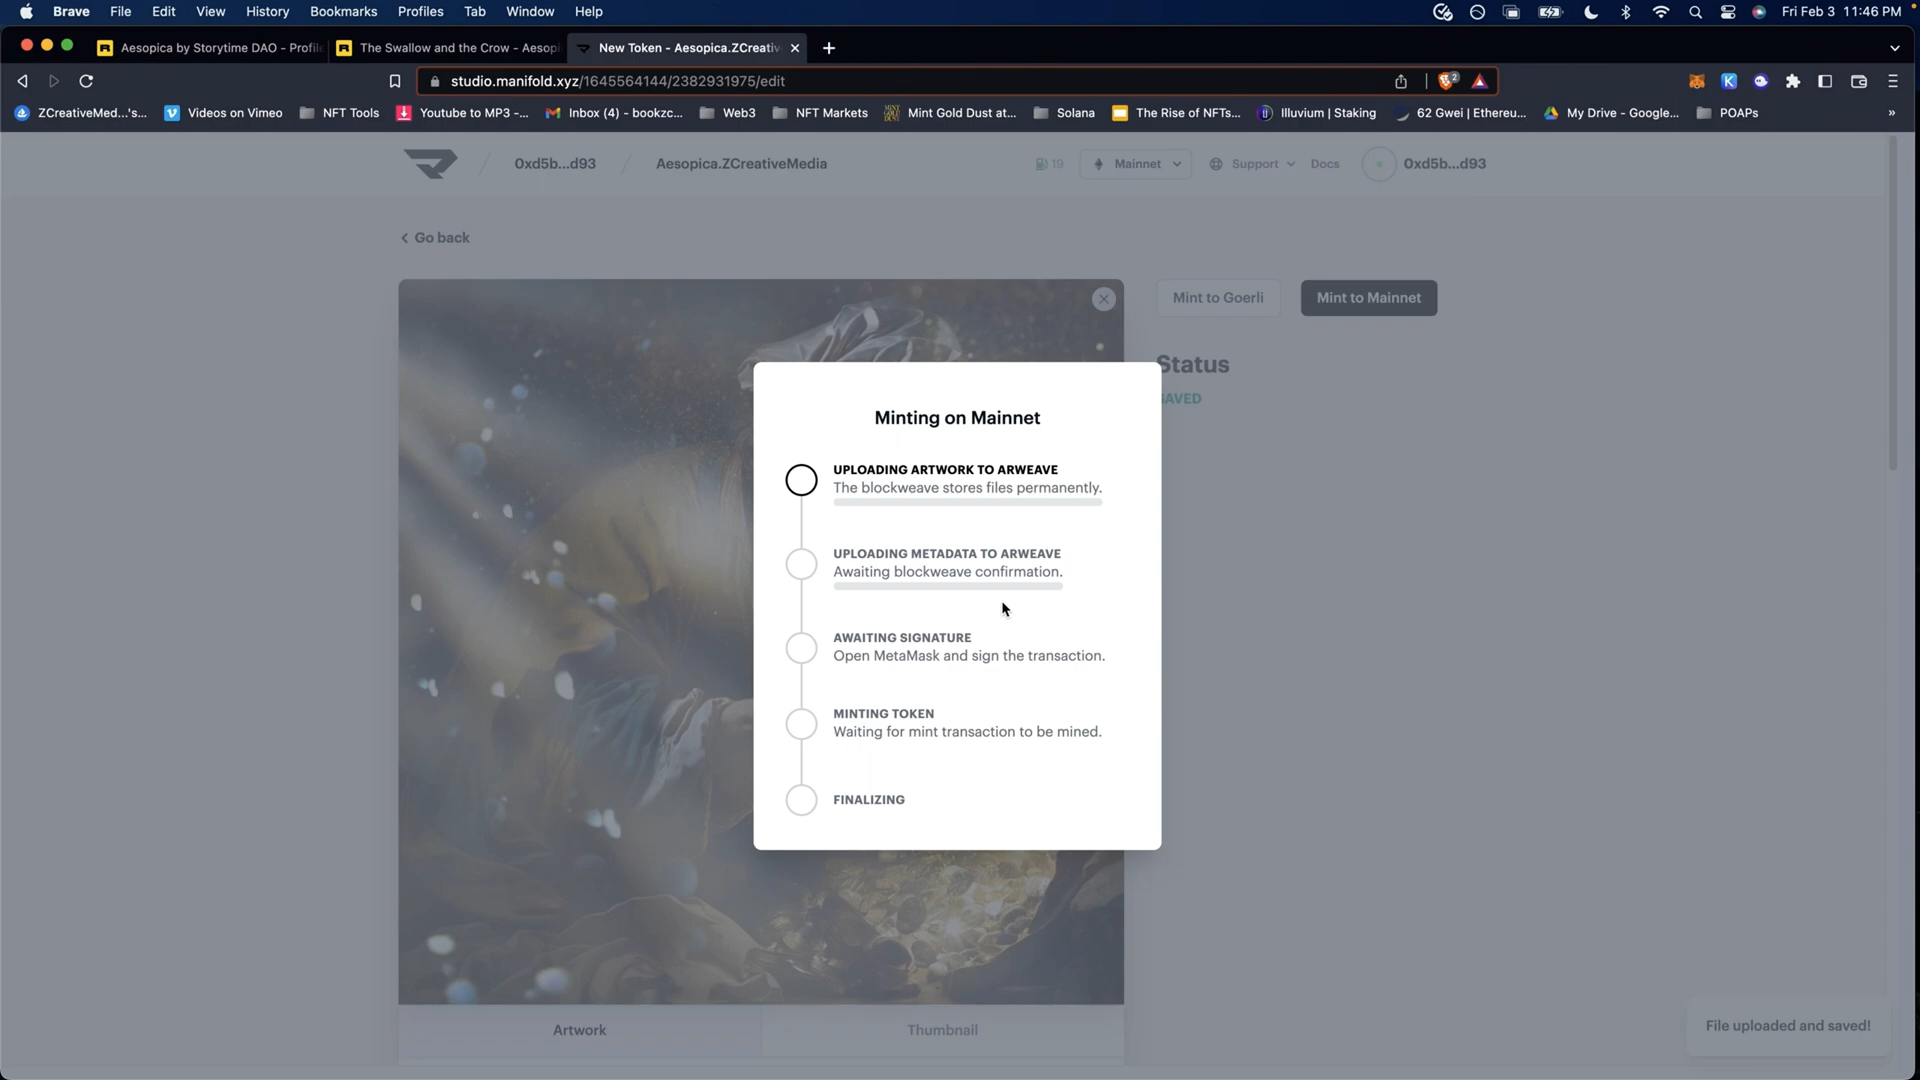 Brave File Edit View History Bookmarks Profiles Tab Window Help Fri Feb 3 11:46 PM
Aesopica by Storytime DAO - Profil The Swallow and the Crow - Aesopi New Token - Aesopica.ZCreativ
studio.manifold.xyz/1645564144/2382931975/edit 2
ZCreativeMed...'s... Videos on Vimeo NFT Tools Youtube to MP3 -... Inbox (4) - bookzc... Web3 NFT Markets Mint Gold Dust at... Solana The Rise of NFTs... Illuvium | Staking 62 Gwei | Ethereu... My Drive - Google... POAPs »
0xd5b...d93 / Aesopica.ZCreativeMedia 19 Mainnet Support Docs 0xd5b...d93
Go back
Mint to Goerli Mint to Mainnet
Status
SAVED
Minting on Mainnet
UPLOADING ARTWORK TO ARWEAVE
The blockweave stores files permanently.
UPLOADING METADATA TO ARWEAVE
Awaiting blockweave confirmation.
AWAITING SIGNATURE
Open MetaMask and sign the transaction.
MINTING TOKEN
Waiting for mint transaction to be mined.
FINALIZING
Artwork Thumbnail
File uploaded and saved!